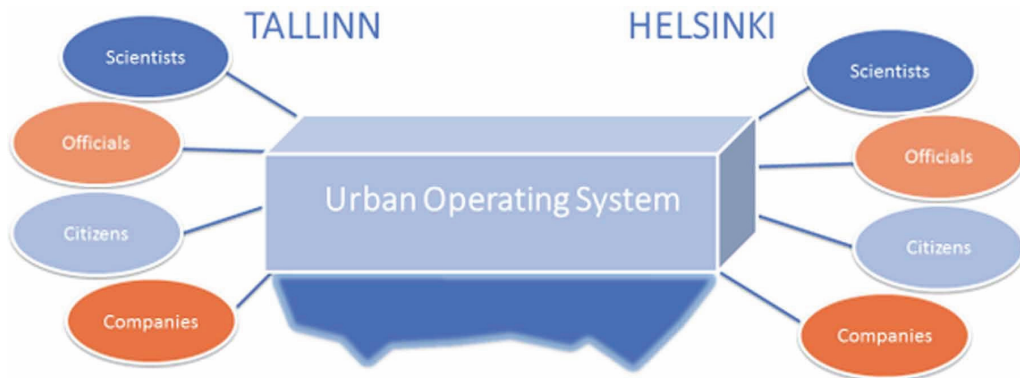 TALLINN
HELSINKI
Scientists
Officials
Citizens
Companies
Urban Operating System
Scientists
Officials
Citizens
Companies